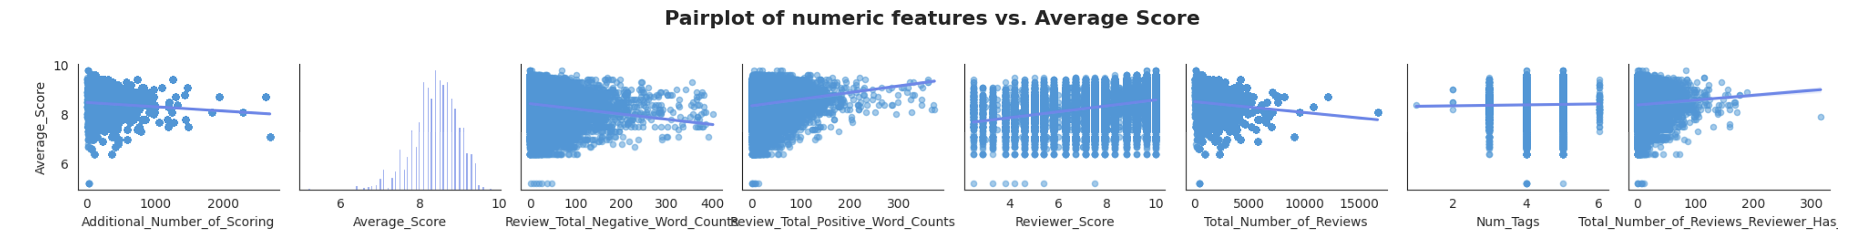 Pairplot of numeric features vs. Average Score
10
8
6
Average_Score
0 1000 2000
6 8 10
0 100 200 300 400
0 100 200 300
4 6 8 10
0 5000 10000 15000
2 4 6
0 100 200 300
Additional_Number_of_Scoring
Average_Score
Review_Total_Negative_Word_Counts
Review_Total_Positive_Word_Counts
Reviewer_Score
Total_Number_of_Reviews
Num_Tags
Total_Number_of_Reviews_Reviewer_Has_